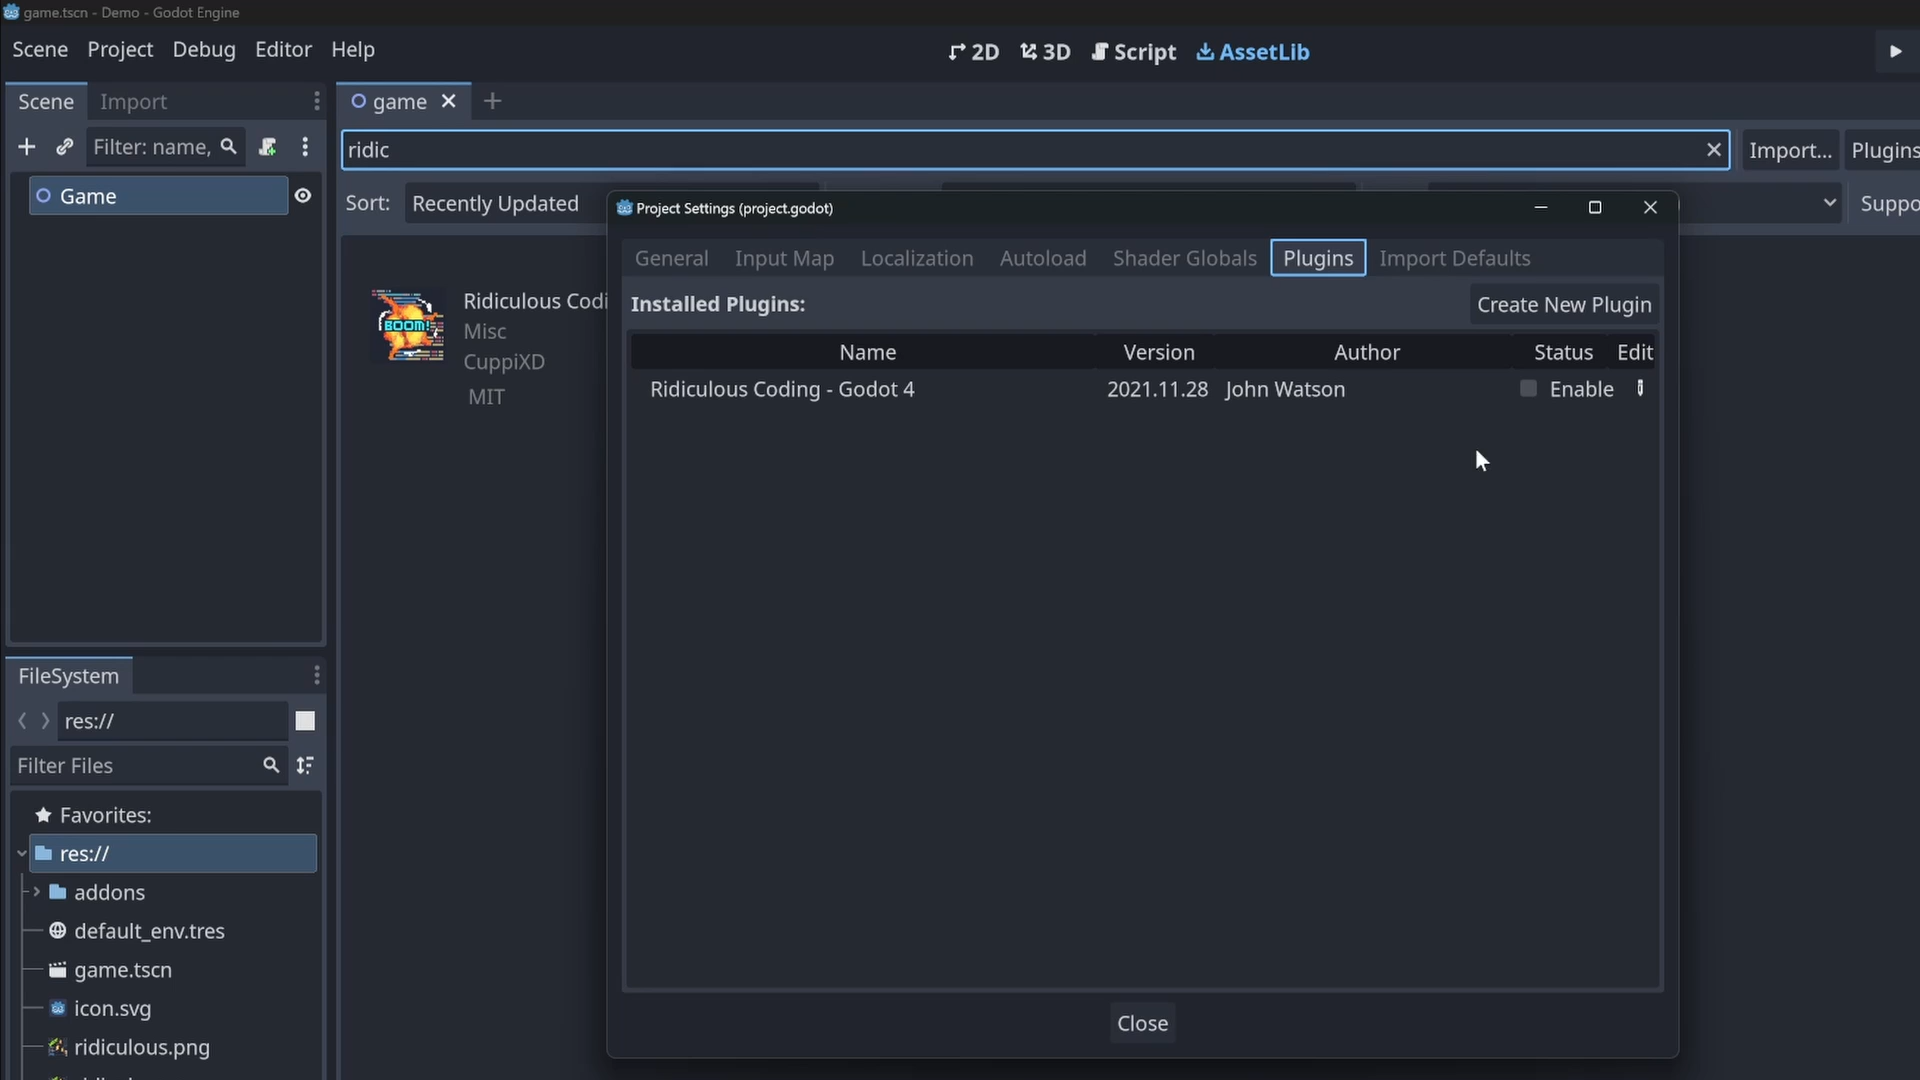 game.tscn - Demo - Godot Engine
Scene Project Debug Editor Help
2D 3D Script AssetLib
Scene Import
game
Filter: name,
ridic
Import... Plugins
Game
Sort: Recently Updated
Suppo
Project Settings (project.godot)
General Input Map Localization Autoload Shader Globals Plugins Import Defaults
Installed Plugins:
Create New Plugin
Name Version Author Status Edit
Ridiculous Coding - Godot 4 2021.11.28 John Watson Enable
Close
BOOM!
Ridiculous Codi
Misc
CuppiXD
MIT
FileSystem
res://
Filter Files
Favorites:
res://
addons
default_env.tres
game.tscn
icon.svg
ridiculous.png